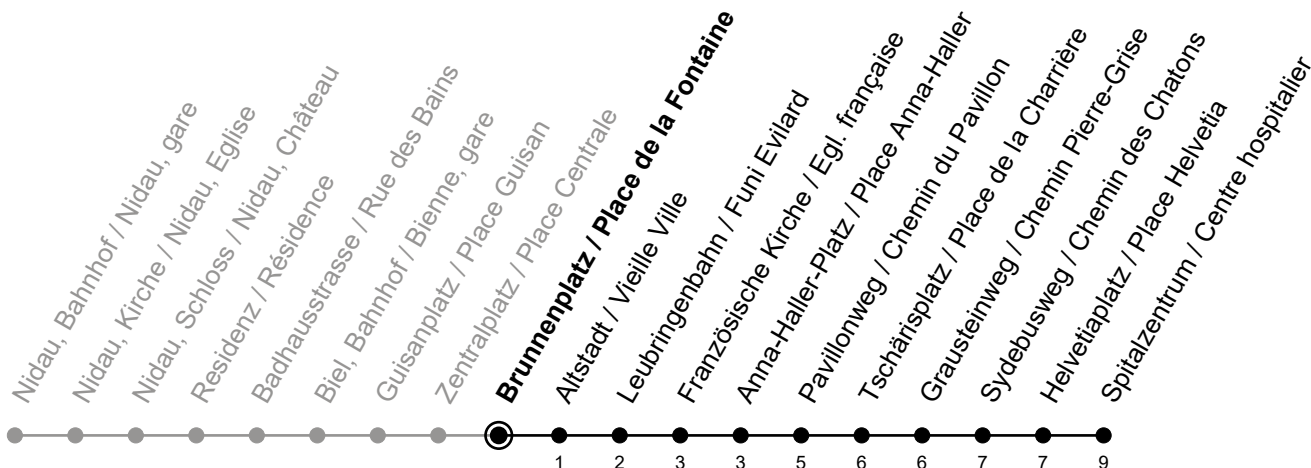 Nidau, Bahnhof / Nidau, gare
Nidau, Kirche / Nidau, Eglise
Nidau, Schloss / Nidau, Château
Residenz / Résidence
Badhausstrasse / Rue des Bains
Biel, Bahnhof / Bienne, gare
Guisanplatz / Place Guisan
Zentralplatz / Place Centrale
Brunnenplatz / Place de la Fontaine
Altstadt / Vieille Ville
Leubringenbahn / Funi Evilard
Französische Kirche / Egl. française
Anna-Haller-Platz / Place Anna-Haller
Pavillonweg / Chemin du Pavillon
Tschärisplatz / Place de la Charrière
Grausteinweg / Chemin Pierre-Grise
Sydebusweg / Chemin des Chatons
Helvetiaplatz / Place Helvetia
Spitalzentrum / Centre hospitalier
1 2 3 3 5 6 6 7 7 9